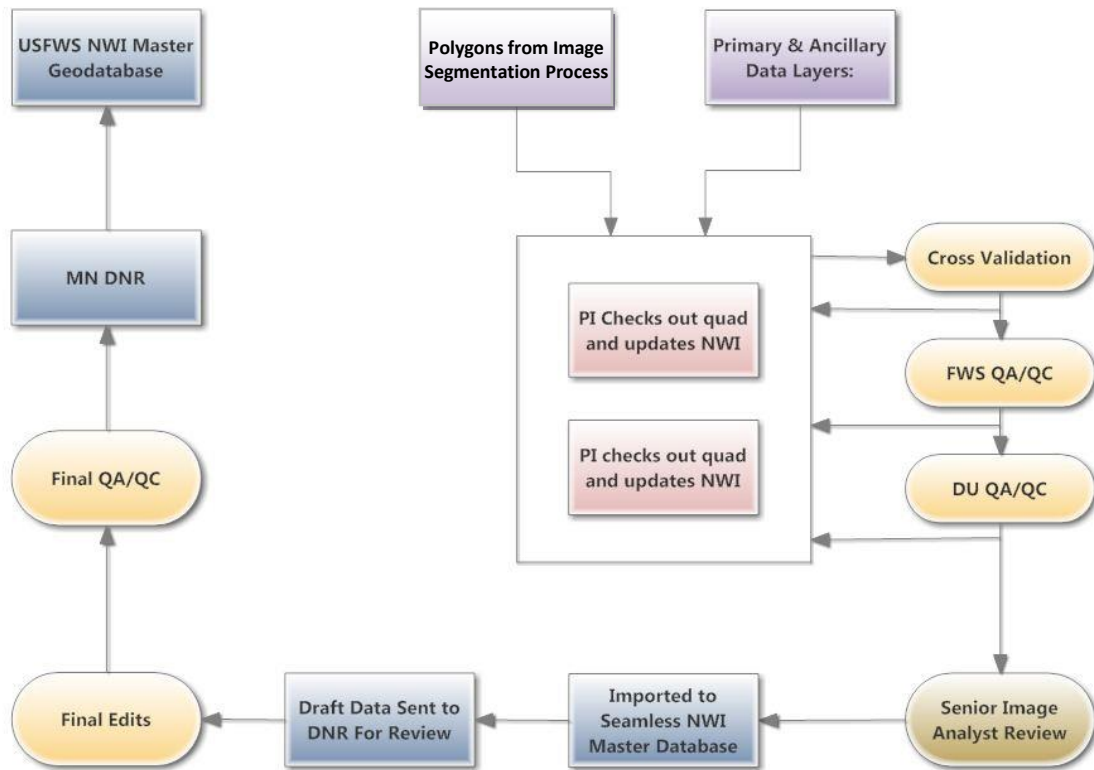 USFWS NWI Master
Geodatabase
Polygons from Image
Segmentation Process
Primary & Ancillary
Data Layers:
MN DNR
PI Checks out quad
and updates NWI
Cross Validation
FWS QA/QC
Final QA/QC
PI checks out quad
and updates NWI
DU QA/QC
Final Edits
Draft Data Sent to
DNR For Review
Imported to
Seamless NWI
Master Database
Senior Image
Analyst Review